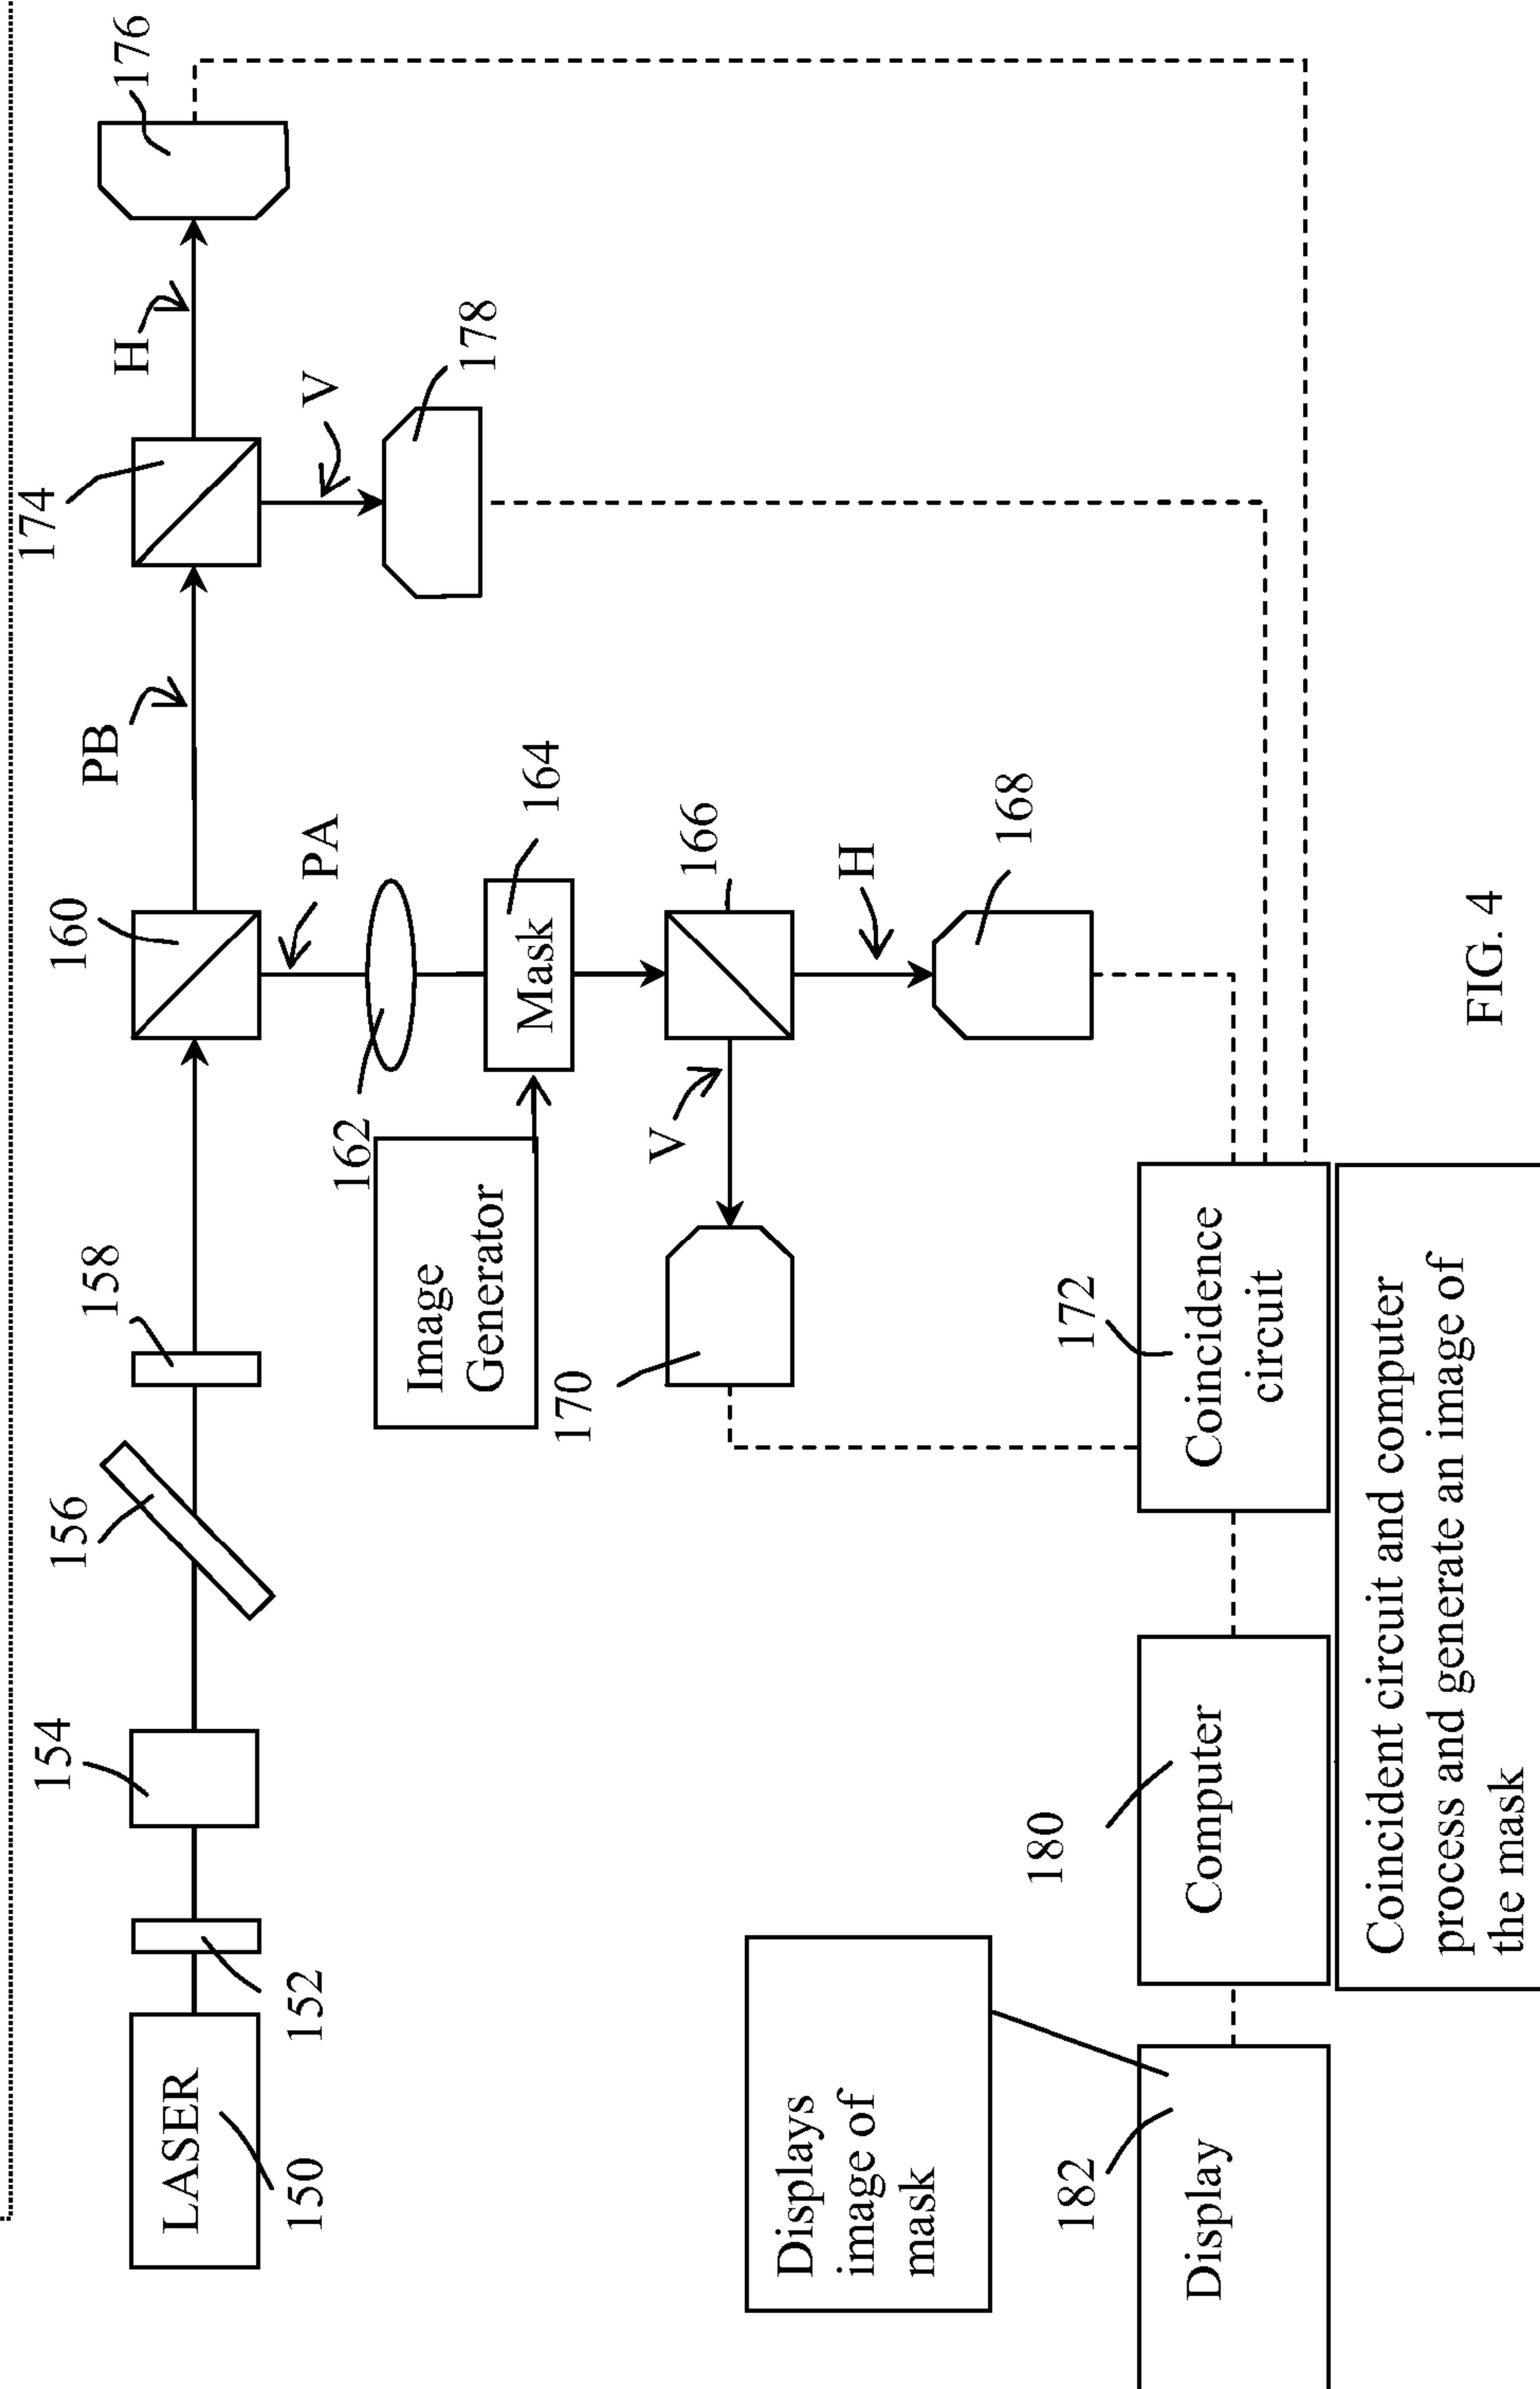 LASER
150
152
154
156
158
160
PB
174
H
176
V
178
PA
162
Image
Generator
Mask
164
166
V
170
H
168
172
Coincidence
circuit
180
Computer
182
Display
Displays
image of
mask
Coincident circuit and computer
process and generate an image of
the mask
FIG. 4